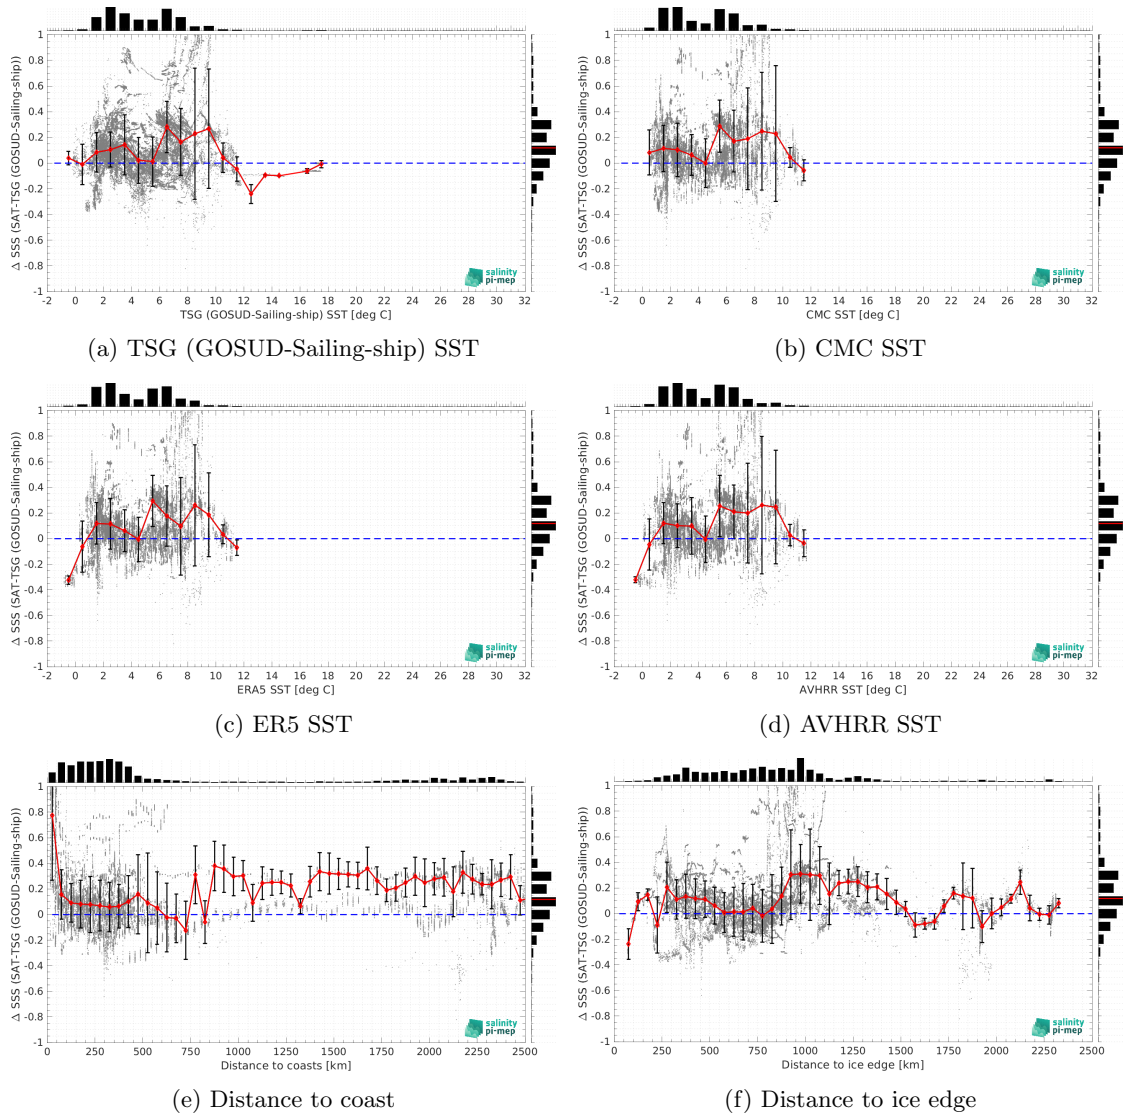 1
0.8
0.6
0.4
0.2
0
-0.2
-0.4
-0.6
-0.8
-1
Δ SSS (SAT-TSG (GOSUD-Sailing-ship))
salinity
pi-mep
-2 0 2 4 6 8 10 12 14 16 18 20 22 24 26 28 30 32
TSG (GOSUD-Sailing-ship) SST [deg C]
(a) TSG (GOSUD-Sailing-ship) SST
1
0.8
0.6
0.4
0.2
0
-0.2
-0.4
-0.6
-0.8
-1
Δ SSS (SAT-TSG (GOSUD-Sailing-ship))
salinity
pi-mep
-2 0 2 4 6 8 10 12 14 16 18 20 22 24 26 28 30 32
CMC SST [deg C]
(b) CMC SST
1
0.8
0.6
0.4
0.2
0
-0.2
-0.4
-0.6
-0.8
-1
Δ SSS (SAT-TSG (GOSUD-Sailing-ship))
salinity
pi-mep
-2 0 2 4 6 8 10 12 14 16 18 20 22 24 26 28 30 32
ERA5 SST [deg C]
(c) ER5 SST
1
0.8
0.6
0.4
0.2
0
-0.2
-0.4
-0.6
-0.8
-1
Δ SSS (SAT-TSG (GOSUD-Sailing-ship))
salinity
pi-mep
-2 0 2 4 6 8 10 12 14 16 18 20 22 24 26 28 30 32
AVHRR SST [deg C]
(d) AVHRR SST
1
0.8
0.6
0.4
0.2
0
-0.2
-0.4
-0.6
-0.8
-1
Δ SSS (SAT-TSG (GOSUD-Sailing-ship))
salinity
pi-mep
0 250 500 750 1000 1250 1500 1750 2000 2250 2500
Distance to coasts [km]
(e) Distance to coast
1
0.8
0.6
0.4
0.2
0
-0.2
-0.4
-0.6
-0.8
-1
Δ SSS (SAT-TSG (GOSUD-Sailing-ship))
salinity
pi-mep
0 250 500 750 1000 1250 1500 1750 2000 2250 2500
Distance to ice edge [km]
(f) Distance to ice edge